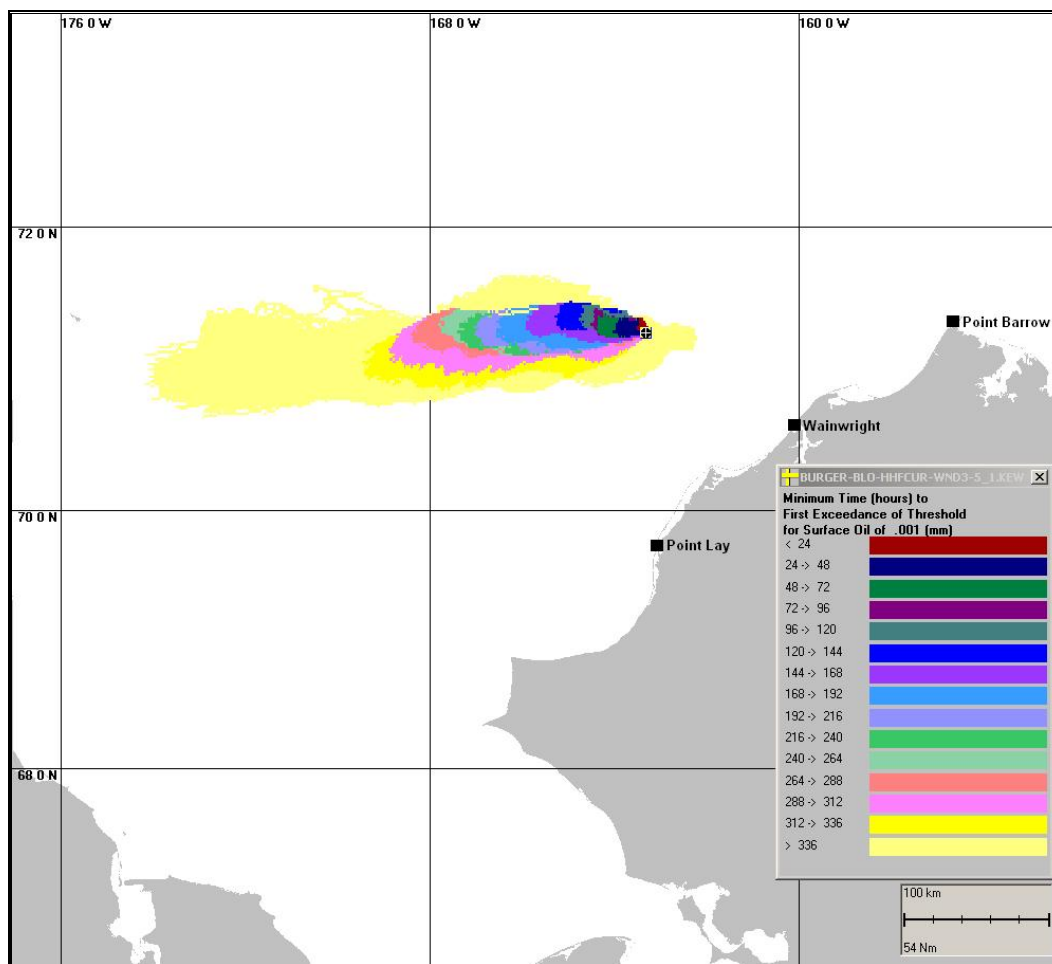 176 0 W
168 0 W
160 0 W
72 0 N
Point Barrow
Wainwright
BURGER-BLO-HHFCUR-WND3-5_1.KEW
Minimum Time (hours) to
First Exceedance of Threshold
for Surface Oil of .001 (mm)
< 24
24 -> 48
48 -> 72
72 -> 96
96 -> 120
120 -> 144
144 -> 168
168 -> 192
192 -> 216
216 -> 240
240 -> 264
264 -> 288
288 -> 312
312 -> 336
> 336
70 0 N
Point Lay
68 0 N
100 km
54 Nm